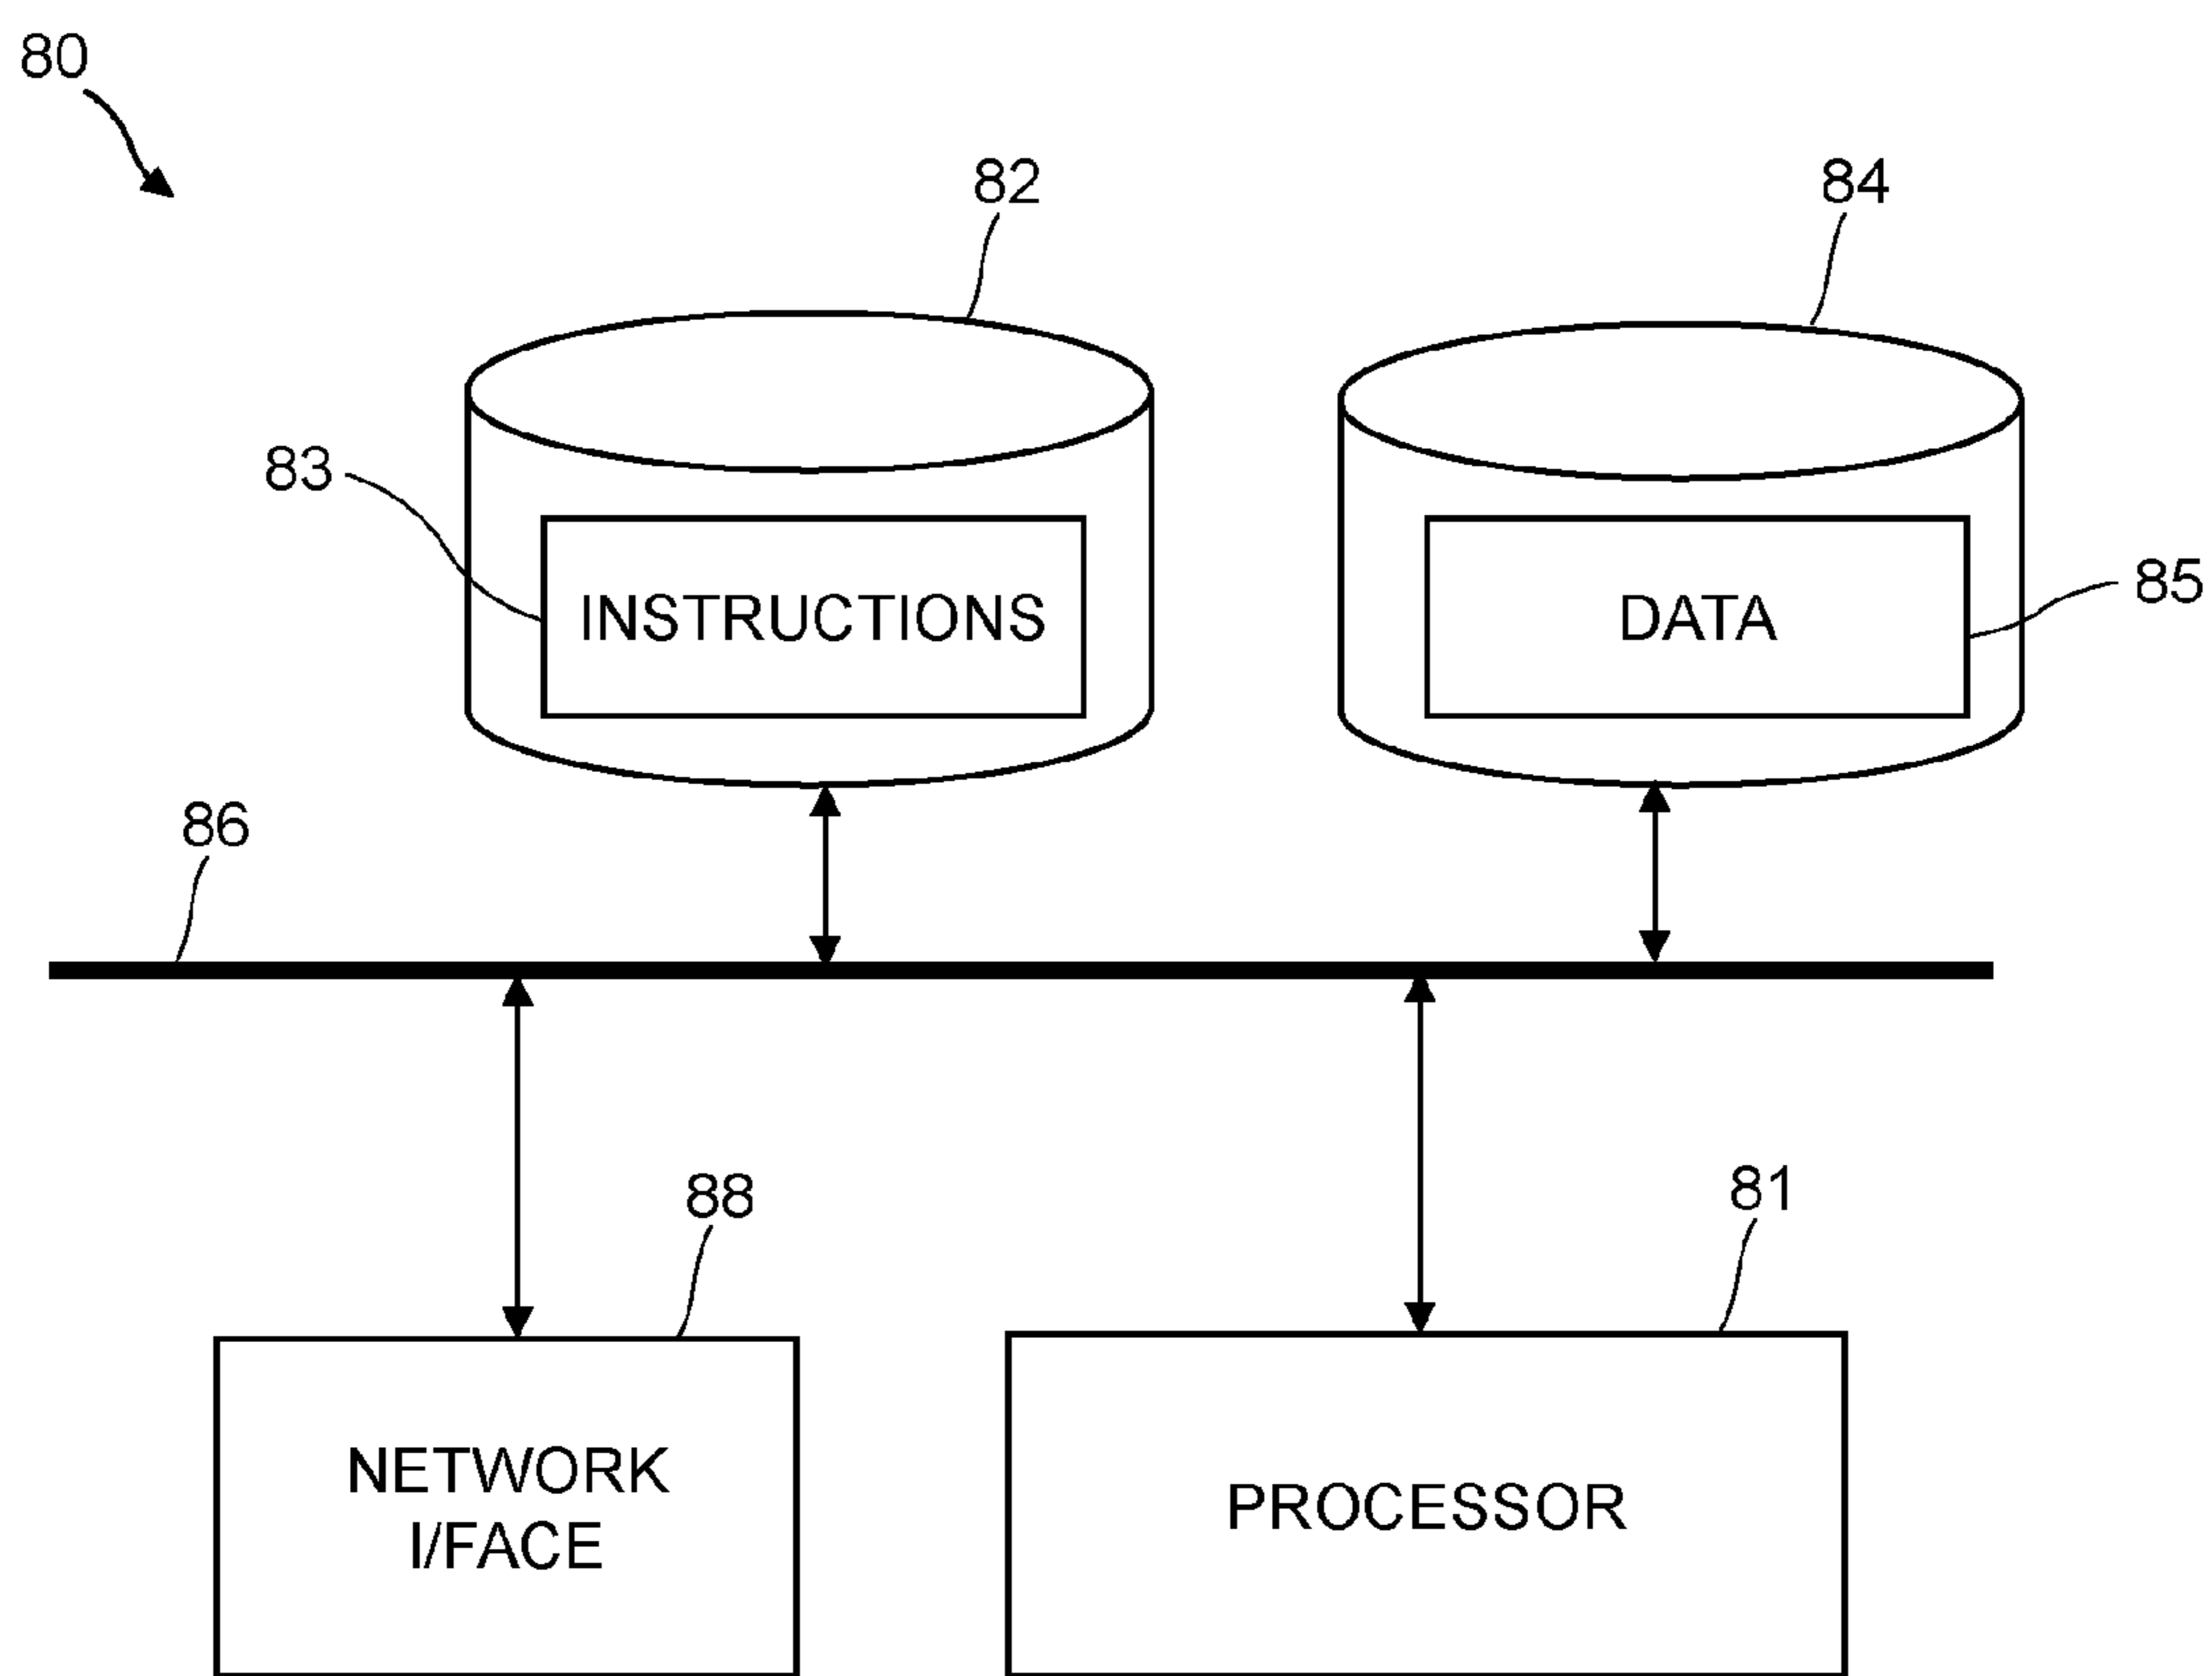 80
82
84
83
INSTRUCTIONS
DATA
85
86
88
81
NETWORK
I/FACE
PROCESSOR